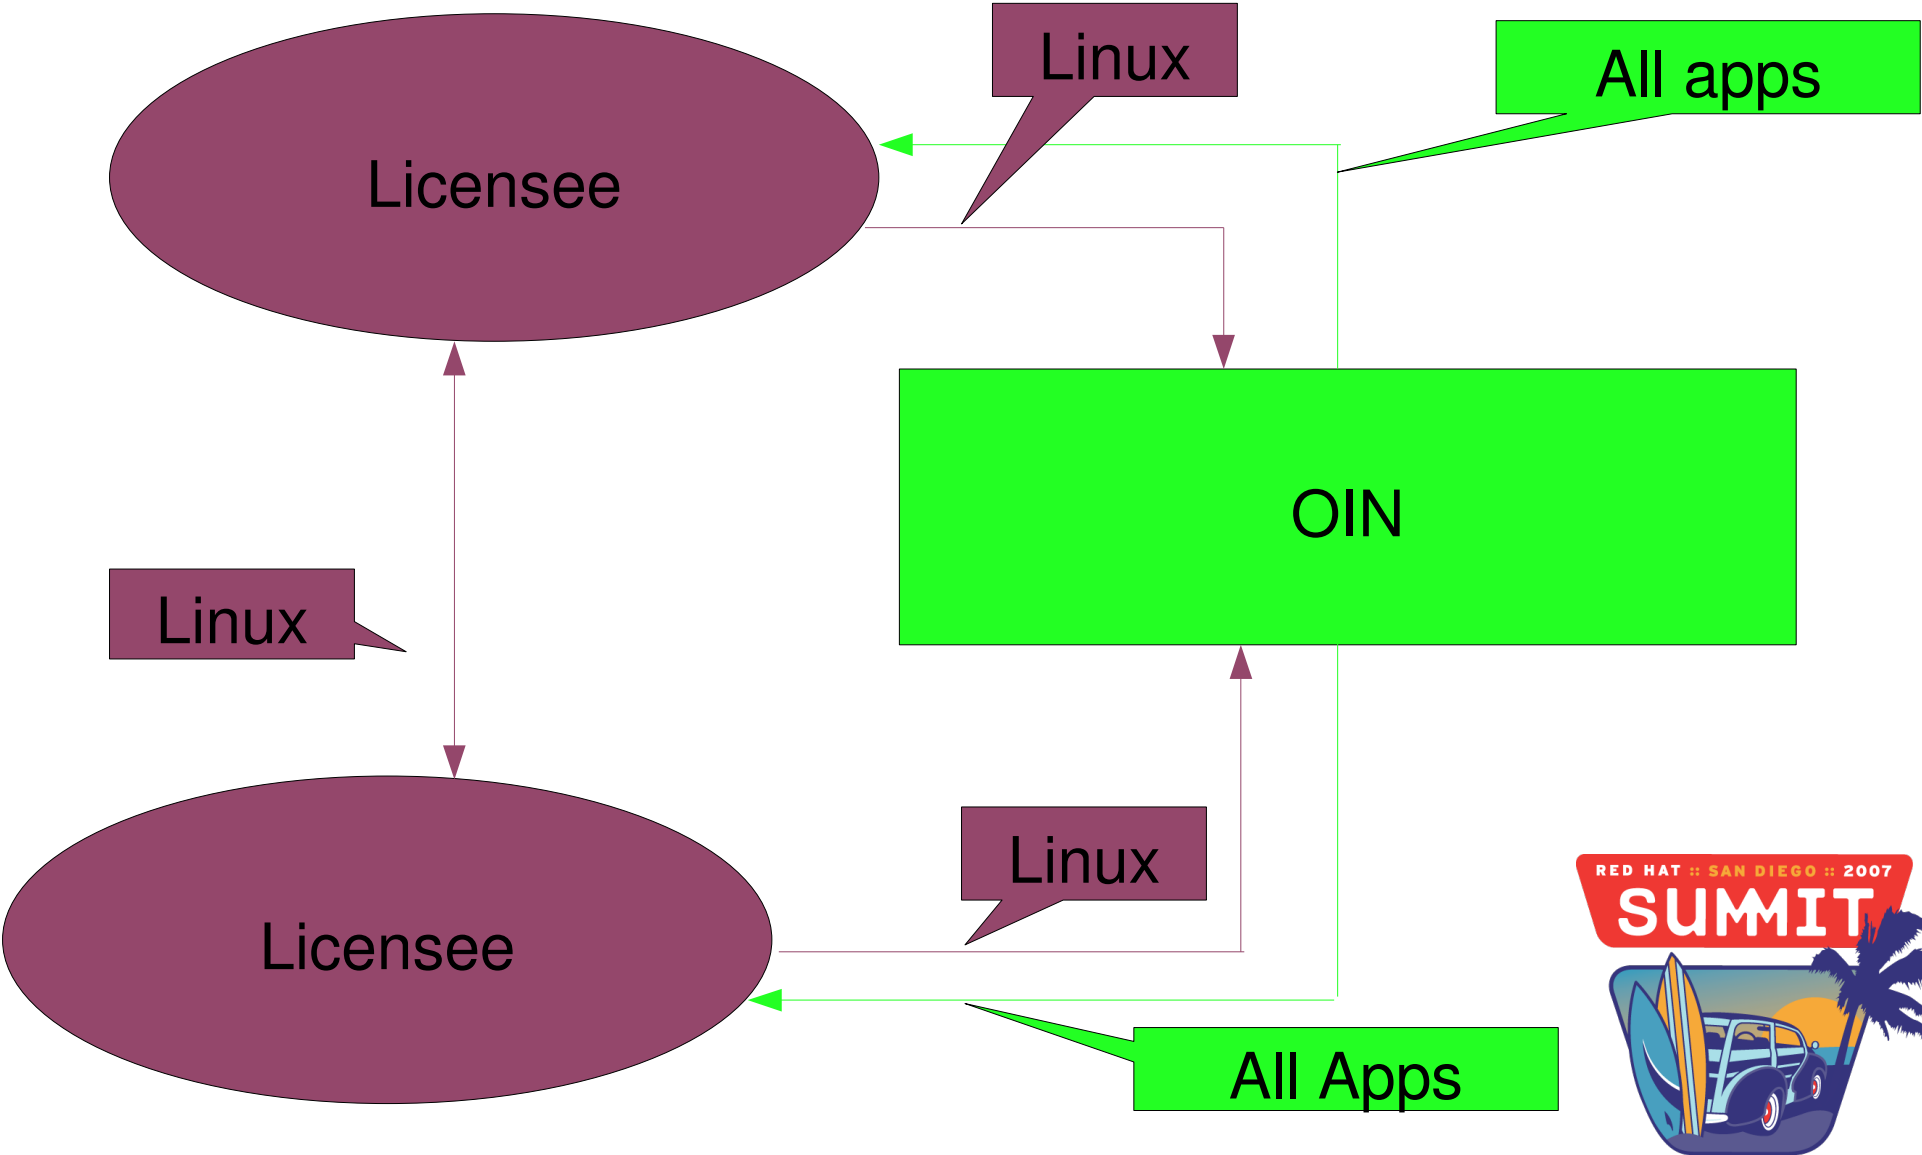 Linux
All apps
Licensee
OIN
Linux
Linux
Licensee
All Apps
RED HAT :: SAN DIEGO :: 2007
SUMMIT